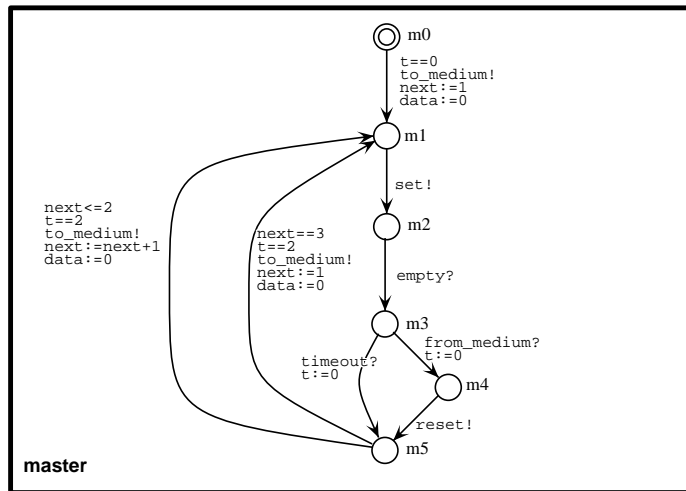 m0
t==0
to_medium!
next:=1
data:=0
m1
set!
next<=2
t==2
to_medium!
next:=next+1
data:=0
next==3
t==2
to_medium!
next:=1
data:=0
m2
empty?
m3
timeout?
t:=0
from_medium?
t:=0
m4
reset!
m5
master